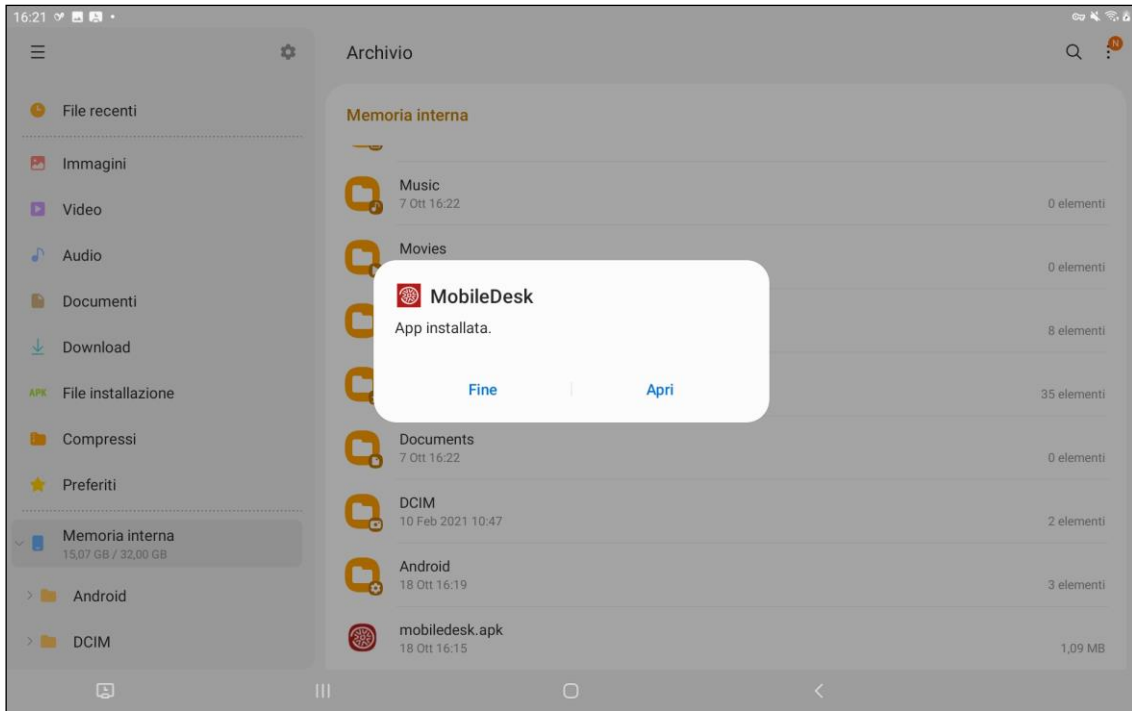 16:21
Archivio
N
File recenti
Immagini
Video
Audio
Documenti
Download
APK File installazione
Compressi
Preferiti
Memoria interna
15,07 GB / 32,00 GB
Android
DCIM
Memoria interna
Music
7 Ott 16:22
0 elementi
Movies
0 elementi
MobileDesk
App installata.
Fine
Apri
8 elementi
35 elementi
Documents
7 Ott 16:22
0 elementi
DCIM
10 Feb 2021 10:47
2 elementi
Android
18 Ott 16:19
3 elementi
mobiledesk.apk
18 Ott 16:15
1,09 MB